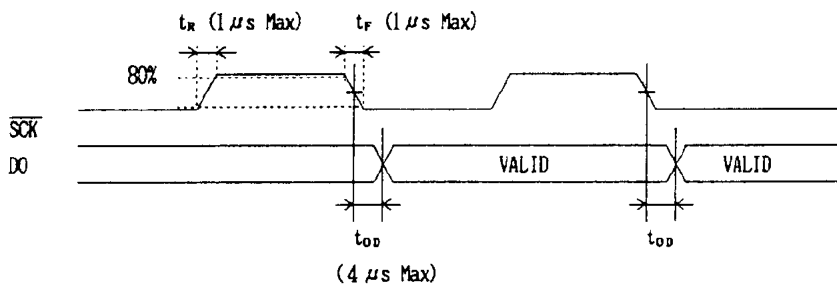 tR (1 μs Max) tF (1 μs Max)
80%
SCK
DO VALID VALID
tOD tOD
(4 μs Max)